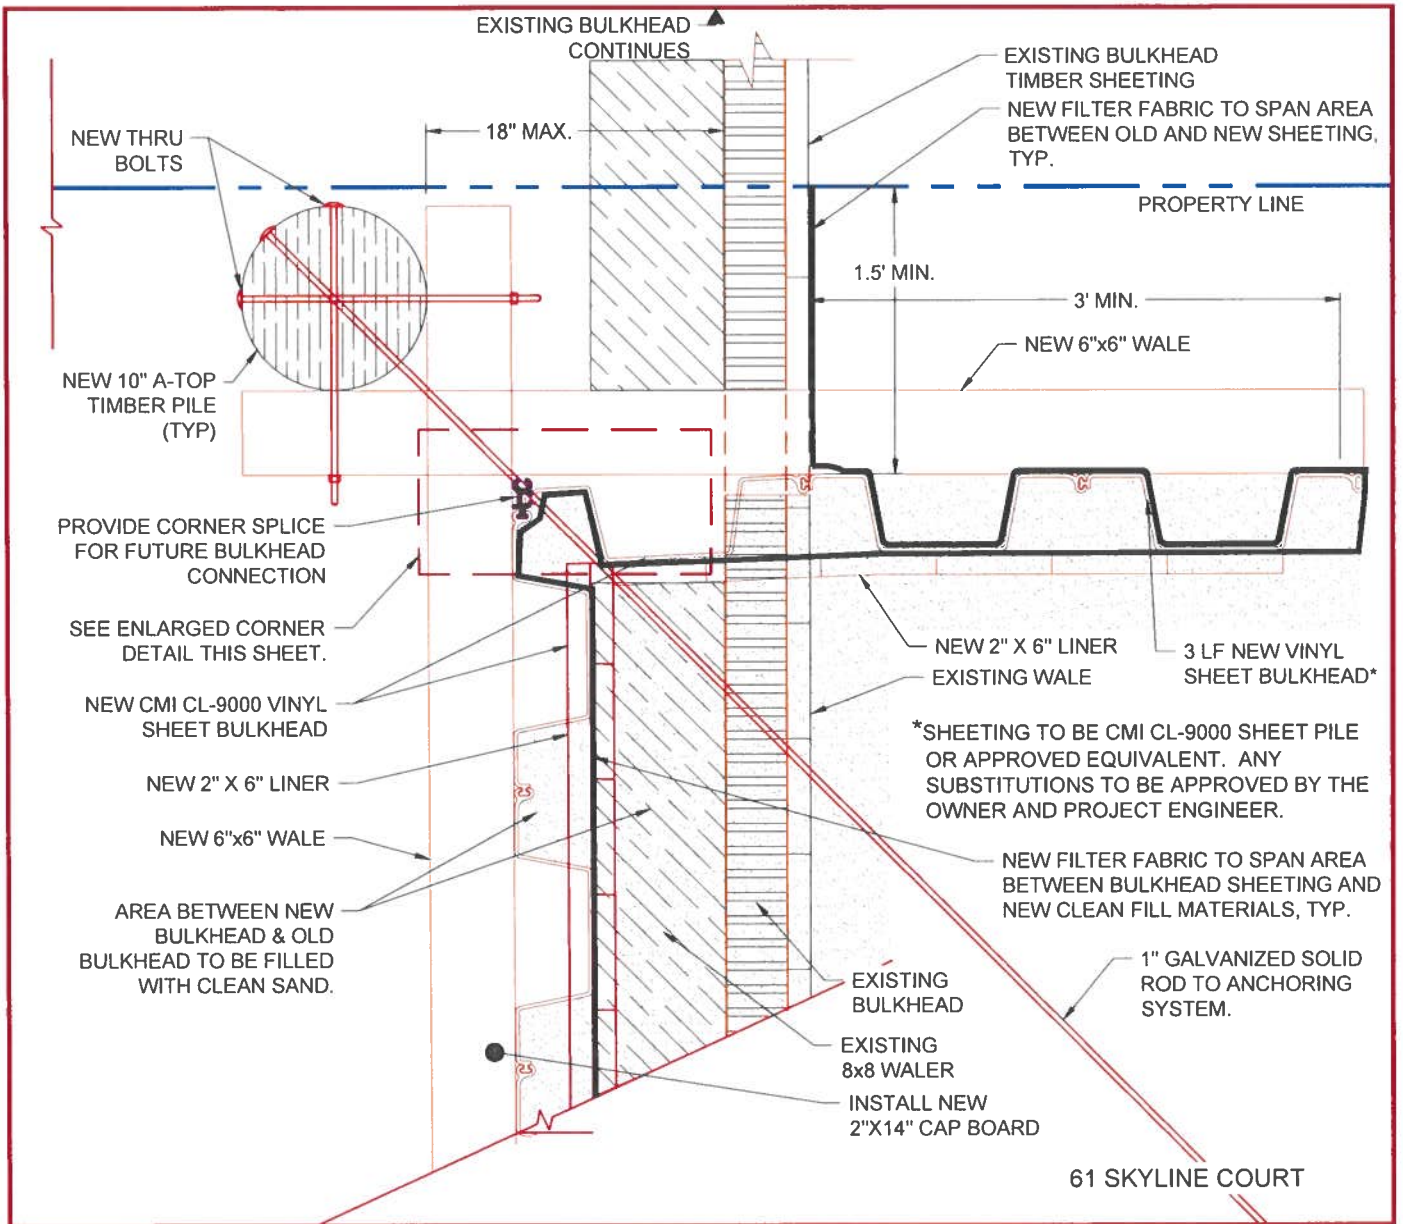 EXISTING BULKHEAD
CONTINUES
EXISTING BULKHEAD
TIMBER SHEETING
NEW FILTER FABRIC TO SPAN AREA
BETWEEN OLD AND NEW SHEETING,
TYP.
NEW THRU
BOLTS
18" MAX.
PROPERTY LINE
1.5' MIN.
3' MIN.
NEW 6"x6" WALE
NEW 10" A-TOP
TIMBER PILE
(TYP)
PROVIDE CORNER SPLICE
FOR FUTURE BULKHEAD
CONNECTION
SEE ENLARGED CORNER
DETAIL THIS SHEET.
NEW CMI CL-9000 VINYL
SHEET BULKHEAD
NEW 2" X 6" LINER
NEW 6"x6" WALE
AREA BETWEEN NEW
BULKHEAD & OLD
BULKHEAD TO BE FILLED
WITH CLEAN SAND.
NEW 2" X 6" LINER
EXISTING WALE
3 LF NEW VINYL
SHEET BULKHEAD*
*SHEETING TO BE CMI CL-9000 SHEET PILE
OR APPROVED EQUIVALENT. ANY
SUBSTITUTIONS TO BE APPROVED BY THE
OWNER AND PROJECT ENGINEER.
NEW FILTER FABRIC TO SPAN AREA
BETWEEN BULKHEAD SHEETING AND
NEW CLEAN FILL MATERIALS, TYP.
1" GALVANIZED SOLID
ROD TO ANCHORING
SYSTEM.
EXISTING
BULKHEAD
EXISTING
8x8 WALER
INSTALL NEW
2"X14" CAP BOARD
61 SKYLINE COURT